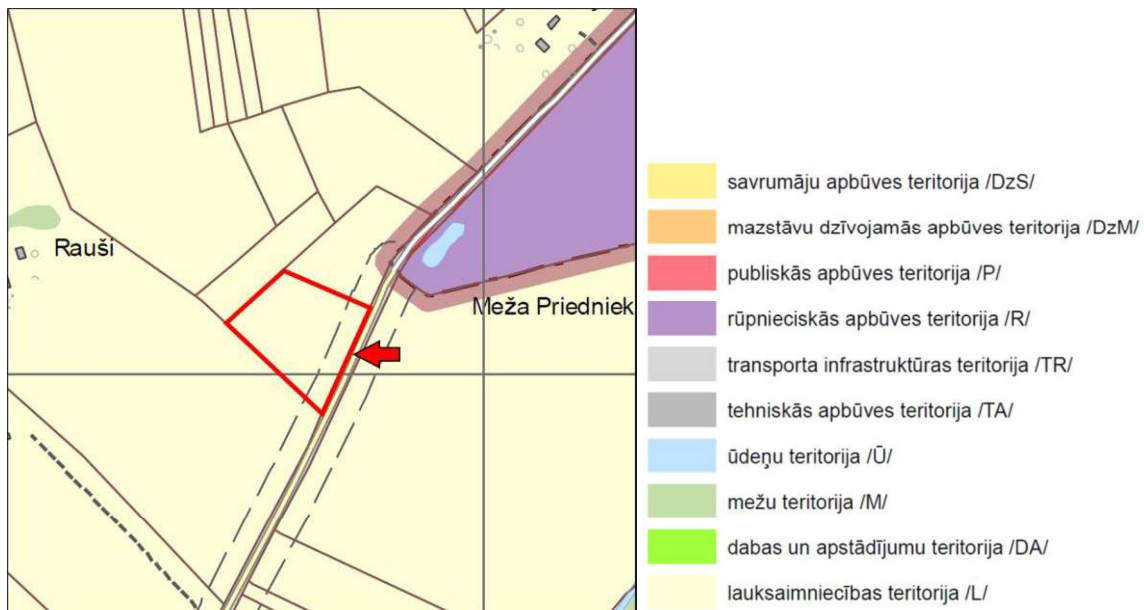 Rauši
Meža Priedniek
savrumāju apbūves teritorija /DzS/
mazstāvu dzīvojamās apbūves teritorija /DzM/
publiskās apbūves teritorija /P/
rūpnieciskās apbūves teritorija /R/
transporta infrastruktūras teritorija /TR/
tehniskās apbūves teritorija /TA/
ūdeņu teritorija /Ū/
mežu teritorija /M/
dabas un apstādījumu teritorija /DA/
lauksaimniecības teritorija /L/